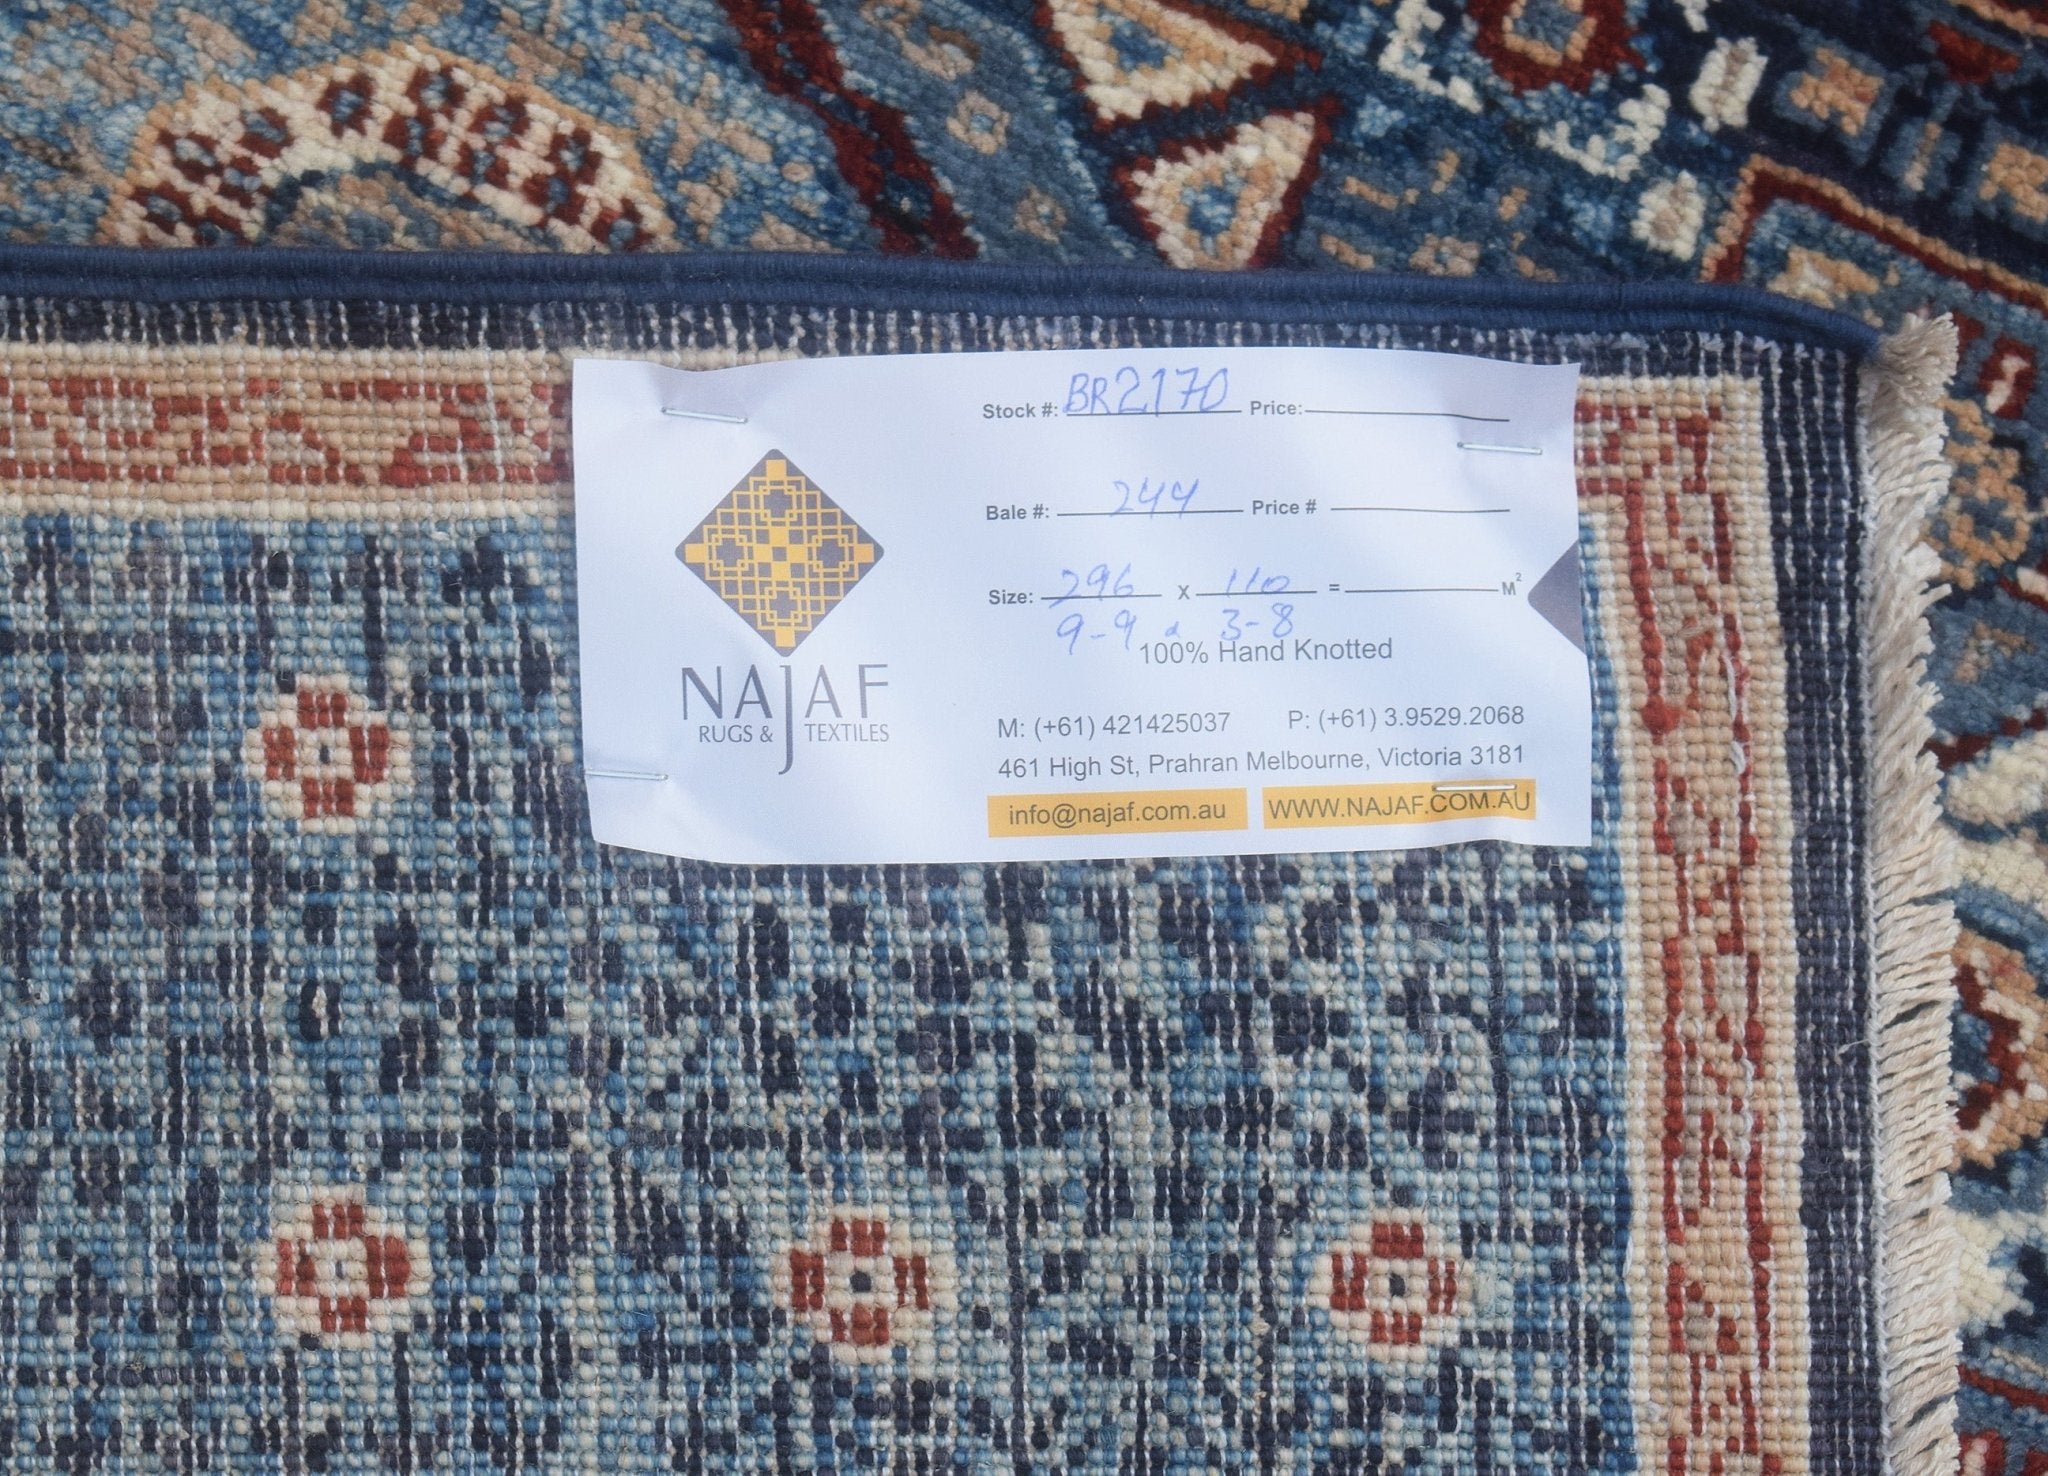 Stock #: BR2170 Price:
Bale #: 244 Price #
Size: 296 x 110 = M²
9-9 x 3-8
100% Hand Knotted
NAJAF
RUGS & TEXTILES
M: (+61) 421425037 P: (+61) 3.9529.2068
461 High St, Prahran Melbourne, Victoria 3181
info@najaf.com.au WWW.NAJAF.COM.AU